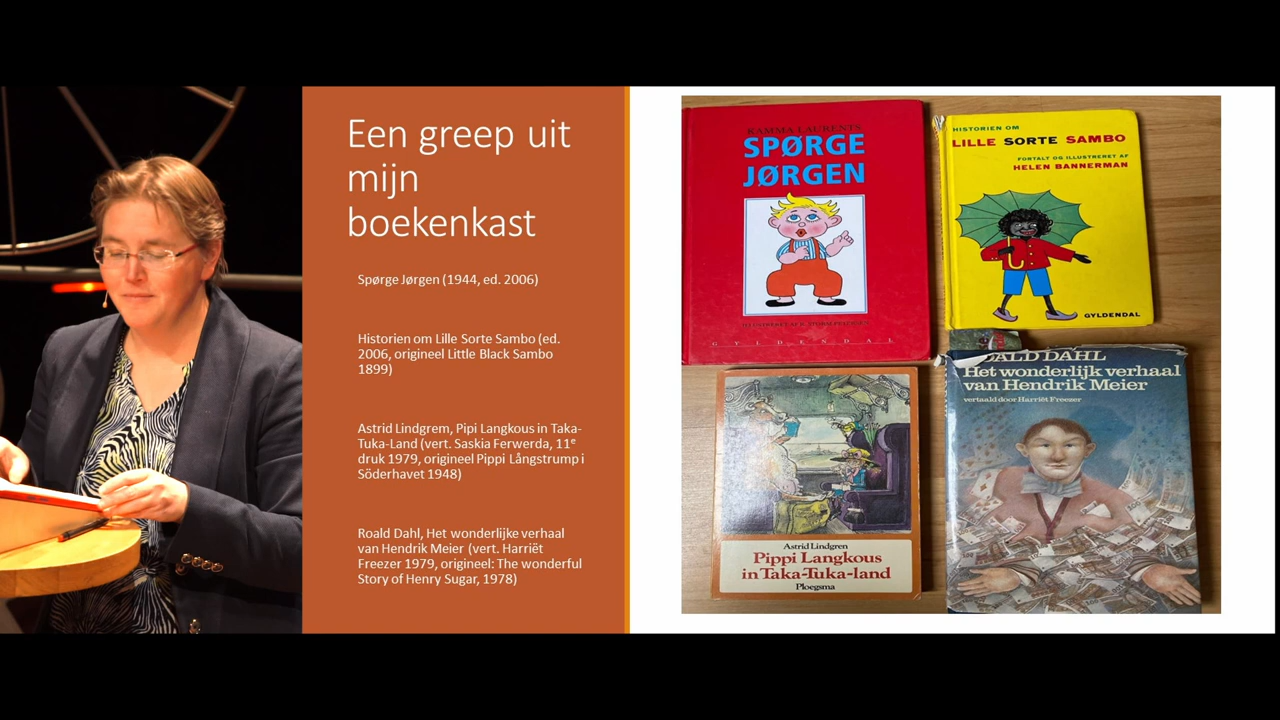 Een greep uit
mijn
boekenkast
Spørge Jørgen (1944, ed. 2006)
Historien om Lille Sorte Sambo (ed.
2006, origineel Little Black Sambo
1899)
Astrid Lindgrem, Pipi Langkous in Taka-
Tuka-Land (vert. Saskia Ferwerda, 11e
druk 1979, origineel Pippi Långstrump i
Söderhavet 1948)
Roald Dahl, Het wonderlijke verhaal
van Hendrik Meier (vert. Harriët
Freezer 1979, origineel: The wonderful
Story of Henry Sugar, 1978)
KAMMA LAURENTS
SPØRGE
JØRGEN
GYLDENDAL
HISTORIEN OM
LILLE SORTE SAMBO
FORTALT OG ILLUSTRERET AF
HELEN BANNERMAN
GYLDENDAL
Astrid Lindgren
Pippi Langkous
in Taka-Tuka-land
Ploegsma
OALD DAHL
Het wonderlijk verhaal
van Hendrik Meier
vertaald door Harriët Freezer